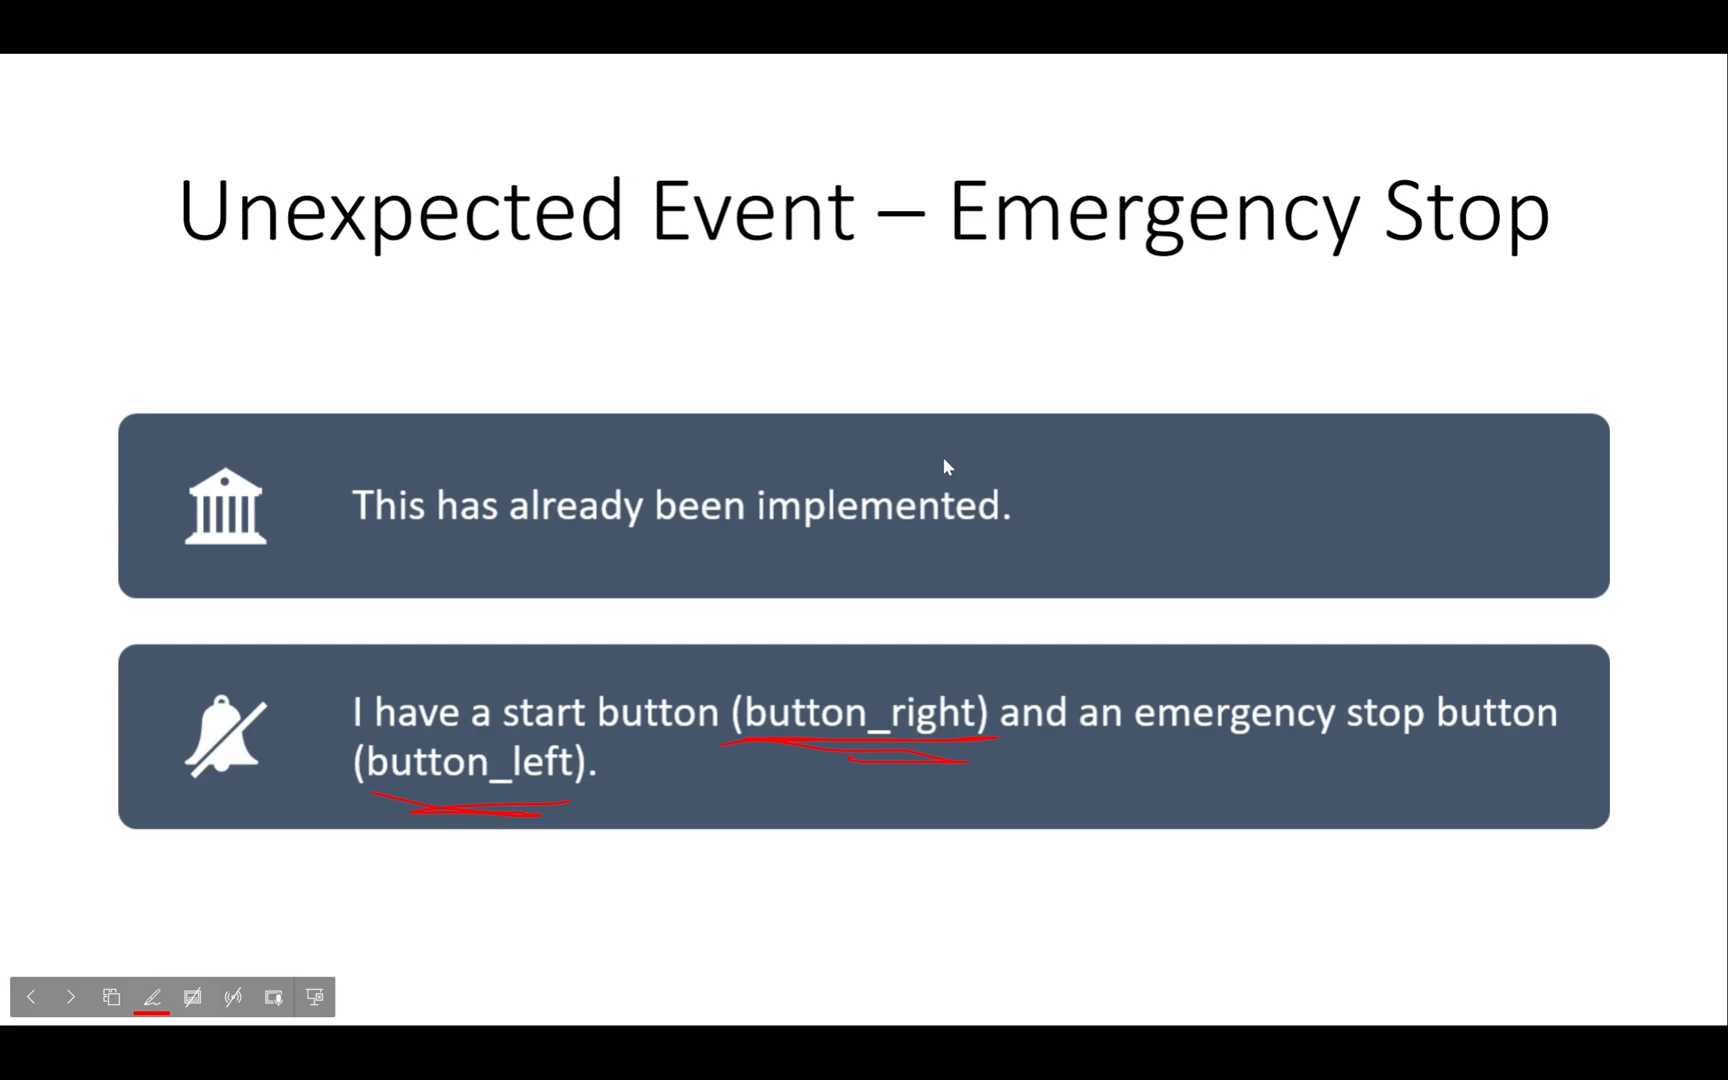 Unexpected Event – Emergency Stop
This has already been implemented.
I have a start button (button_right) and an emergency stop button
(button_left).